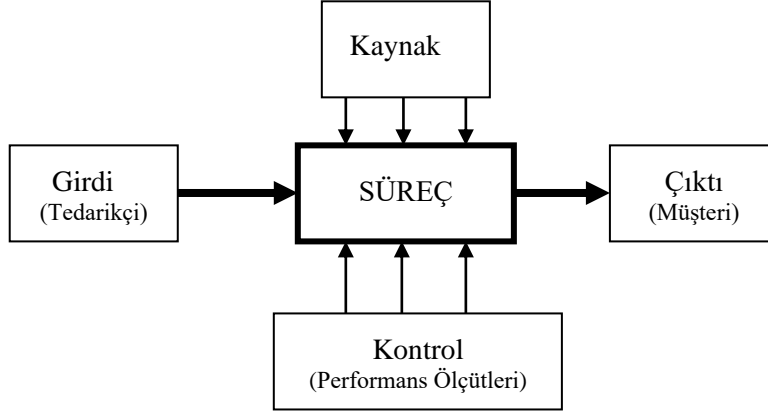 Kaynak
Girdi
(Tedarikçi)
SÜREÇ
Çıktı
(Müşteri)
Kontrol
(Performans Ölçütleri)